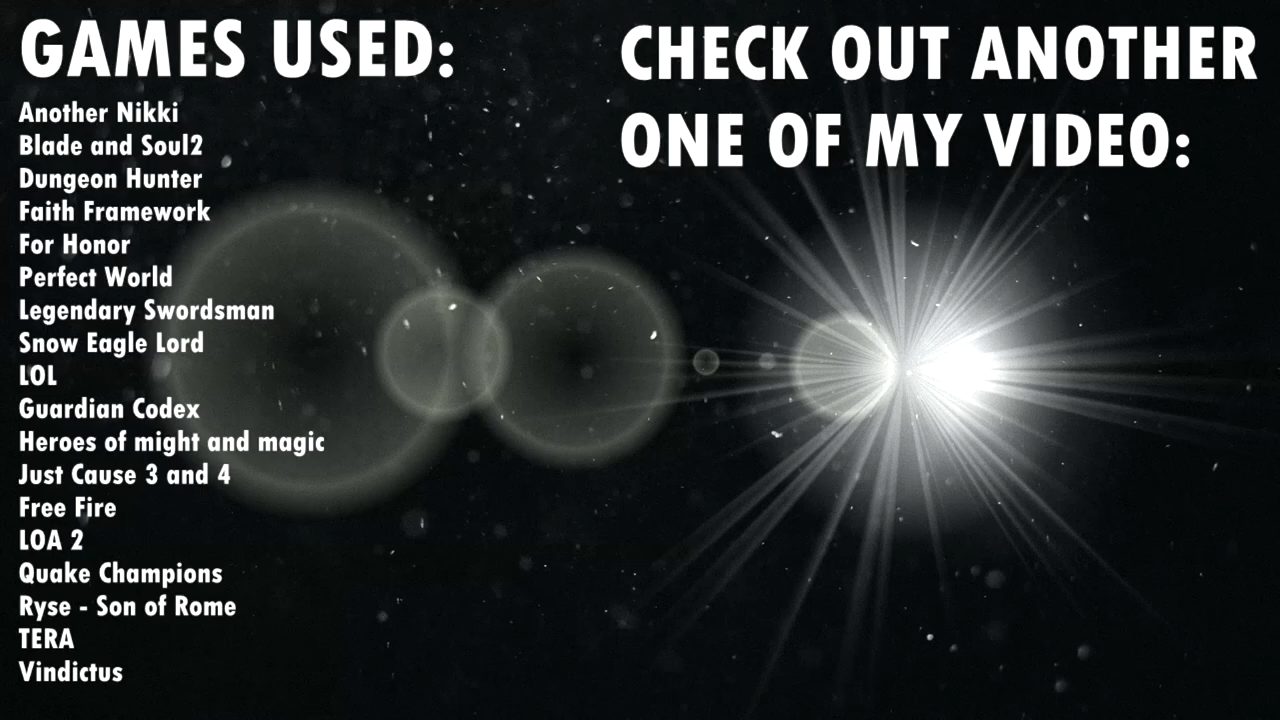 GAMES USED:
Another Nikki
Blade and Soul2
Dungeon Hunter
Faith Framework
For Honor
Perfect World
Legendary Swordsman
Snow Eagle Lord
LOL
Guardian Codex
Heroes of might and magic
Just Cause 3 and 4
Free Fire
LOA 2
Quake Champions
Ryse - Son of Rome
TERA
Vindictus
CHECK OUT ANOTHER
ONE OF MY VIDEO: